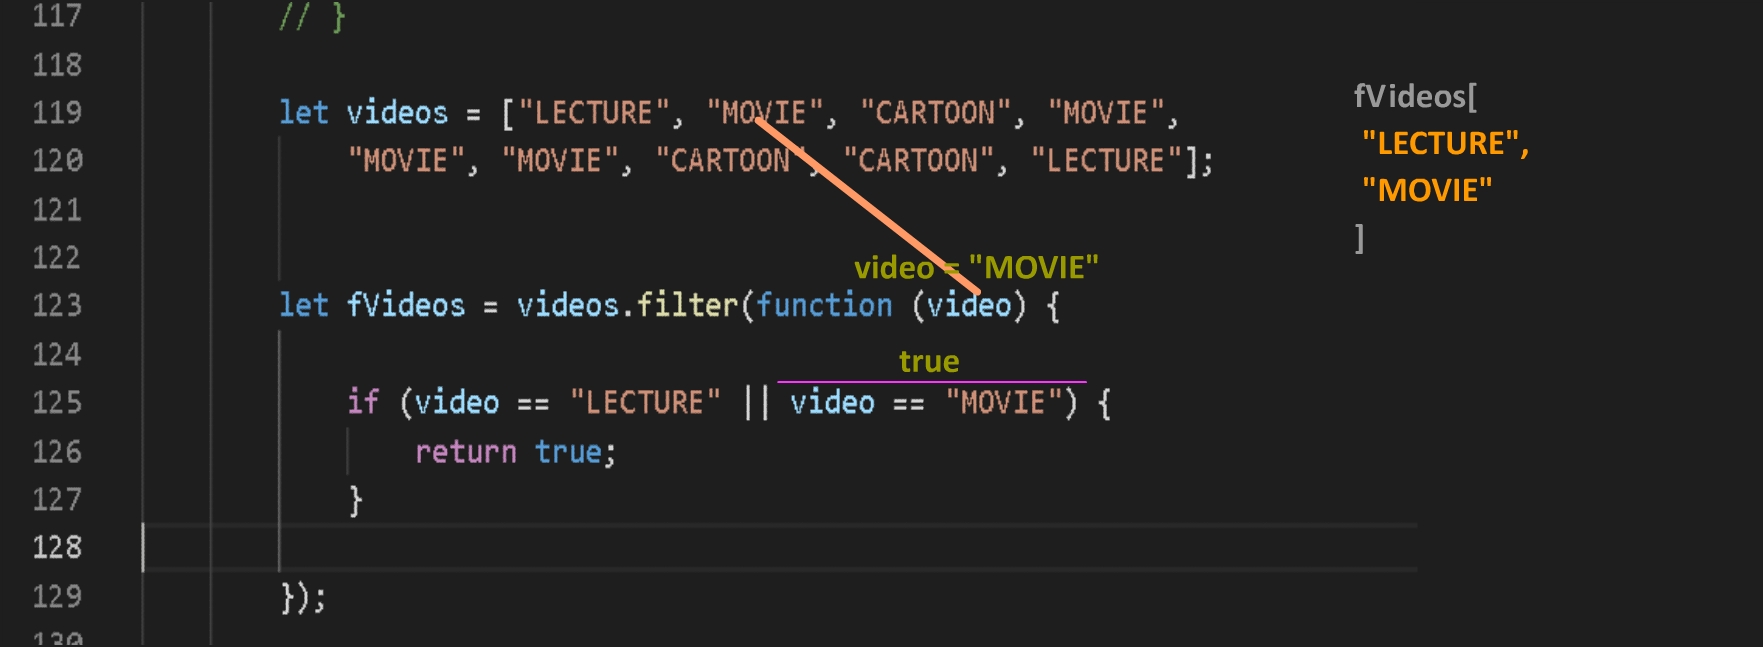 117 // }
118
119 let videos = ["LECTURE", "MOVIE", "CARTOON", "MOVIE",
120 "MOVIE", "MOVIE", "CARTOON", "CARTOON", "LECTURE"];
121
122
video = "MOVIE"
123 let fVideos = videos.filter(function (video) {
124
true
125 if (video == "LECTURE" || video == "MOVIE") {
126 return true;
127 }
128
129 });
130
fVideos[
"LECTURE",
"MOVIE"
]